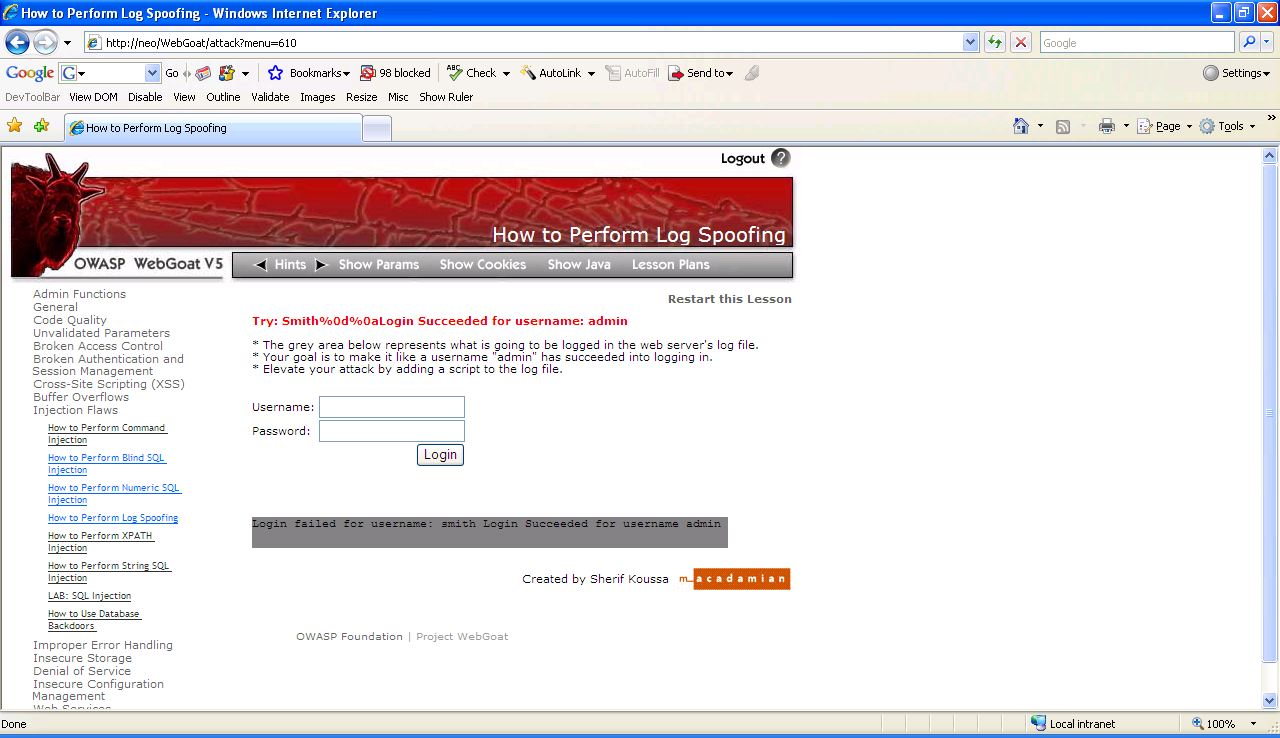 How to Perform Log Spoofing - Windows Internet Explorer
http://neo/WebGoat/attack?menu=610
Google
Google G Go Bookmarks 98 blocked ABC Check AutoLink AutoFill Send to Settings
DevToolBar View DOM Disable View Outline Validate Images Resize Misc Show Ruler
How to Perform Log Spoofing
Page Tools »
Logout ?
How to Perform Log Spoofing
OWASP WebGoat V5
Hints Show Params Show Cookies Show Java Lesson Plans
Admin Functions
General
Code Quality
Unvalidated Parameters
Broken Access Control
Broken Authentication and
Session Management
Cross-Site Scripting (XSS)
Buffer Overflows
Injection Flaws
How to Perform Command
Injection
How to Perform Blind SQL
Injection
How to Perform Numeric SQL
Injection
How to Perform Log Spoofing
How to Perform XPATH
Injection
How to Perform String SQL
Injection
LAB: SQL Injection
How to Use Database
Backdoors
Improper Error Handling
Insecure Storage
Denial of Service
Insecure Configuration
Management
Web Services
Restart this Lesson
Try: Smith%0d%0aLogin Succeeded for username: admin
* The grey area below represents what is going to be logged in the web server's log file.
* Your goal is to make it like a username "admin" has succeeded into logging in.
* Elevate your attack by adding a script to the log file.
Username:
Password:
Login
Login failed for username: smith Login Succeeded for username admin
Created by Sherif Koussa m_acadamian
OWASP Foundation | Project WebGoat
Done
Local intranet
100%